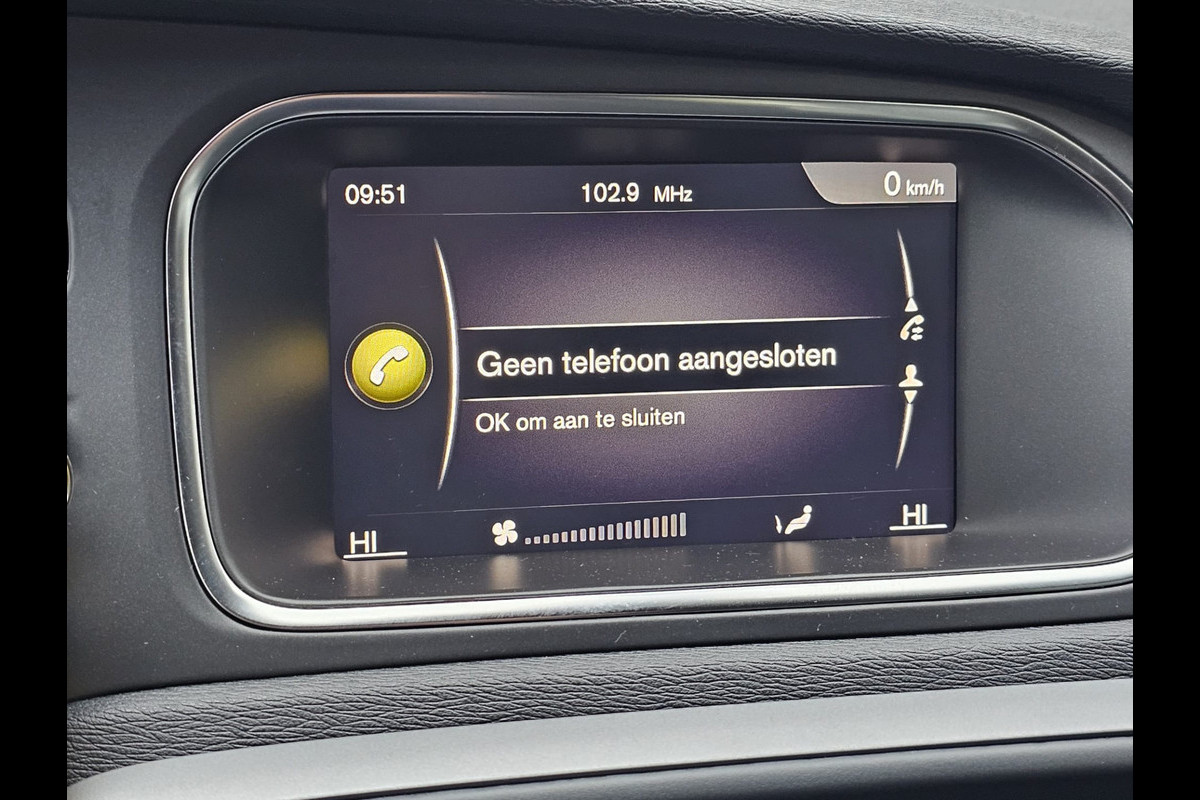 09:51 102.9 MHz 0 km/h
Geen telefoon aangesloten
OK om aan te sluiten
HI HI